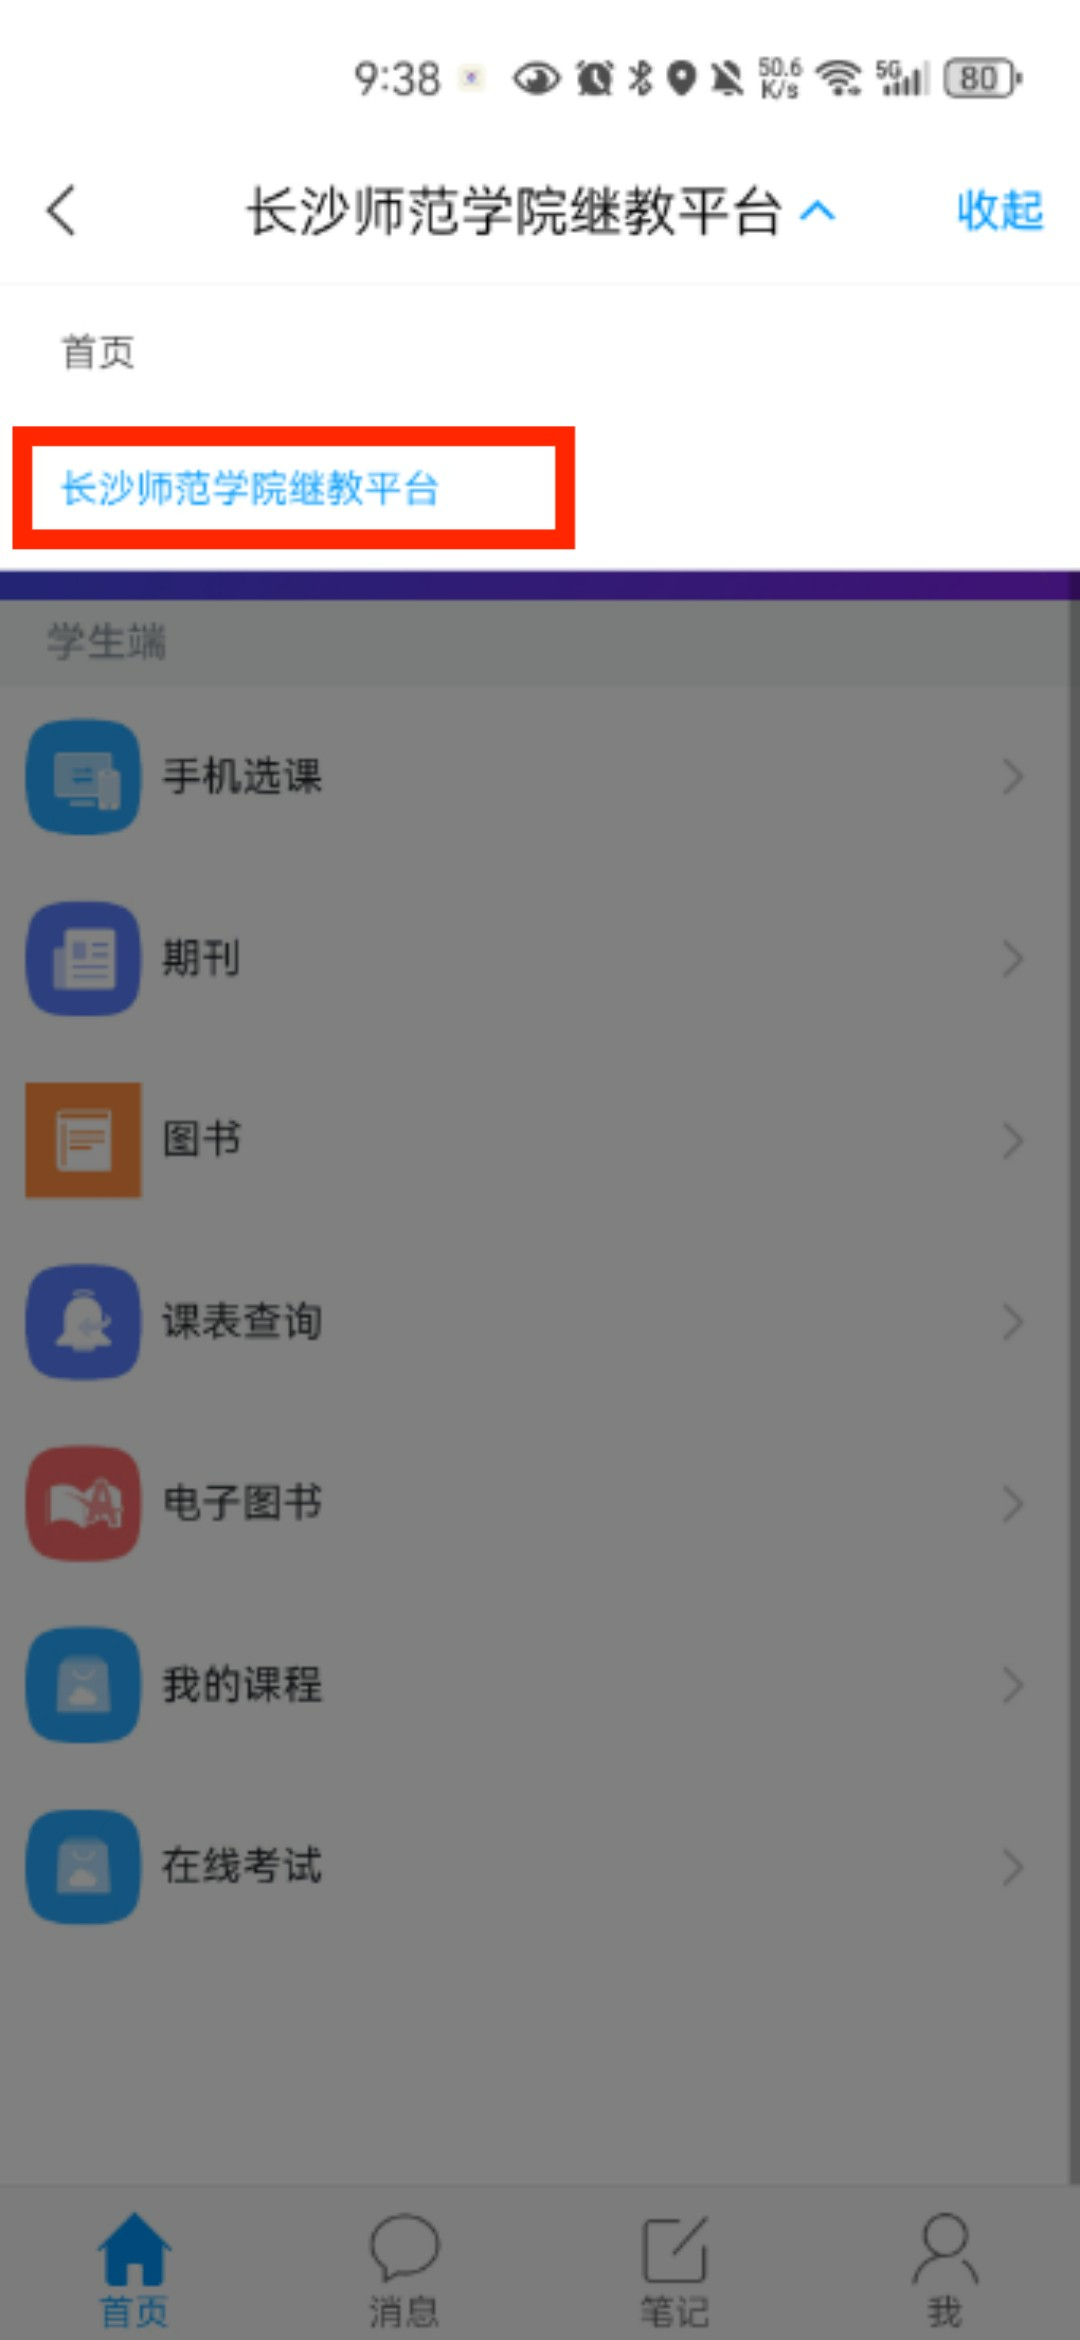 9:38 50.6 K/s 5G 80
长沙师范学院继教平台 收起
首页
长沙师范学院继教平台
学生端
手机选课
期刊
图书
课表查询
电子图书
我的课程
在线考试
首页 消息 笔记 我